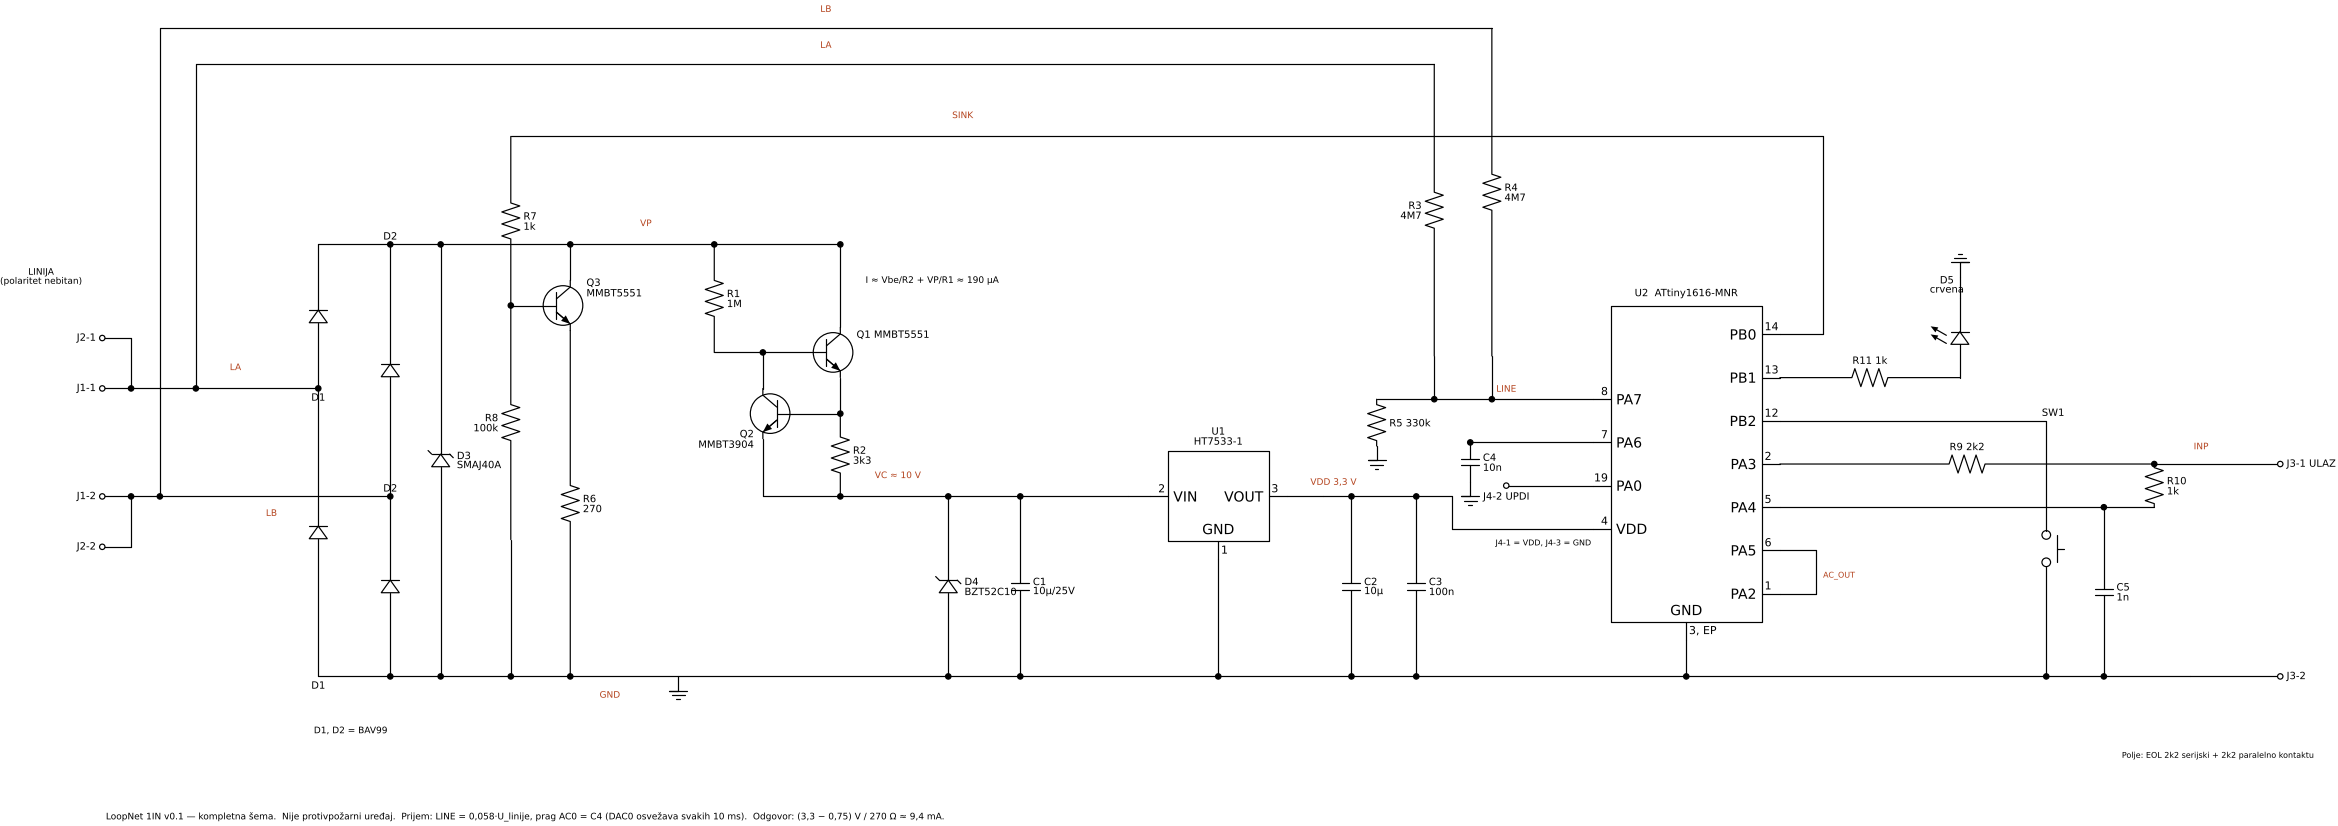 LB
LA
SINK
R7
1k
VP
D2
LINIJA
(polaritet nebitan)
Q3
MMBT5551
R1
1M
I ≈ Vbe/R2 + VP/R1 ≈ 190 µA
Q1 MMBT5551
R3
4M7
R4
4M7
J2-1
LA
J1-1
D1
R8
100k
D3
SMAJ40A
Q2
MMBT3904
R2
3k3
VC ≈ 10 V
J1-2
D2
LB
J2-2
R6
270
U1
HT7533-1
2
VIN
VOUT
3
GND
1
VDD 3,3 V
D4
BZT52C10
C1
10µ/25V
C2
10µ
C3
100n
LINE
R5 330k
C4
10n
J4-2 UPDI
J4-1 = VDD, J4-3 = GND
U2 ATtiny1616-MNR
8
PA7
7
PA6
19
PA0
4
VDD
PB0
14
PB1
13
PB2
12
PA3
2
PA4
5
PA5
6
PA2
1
GND
3, EP
D5
crvena
R11 1k
SW1
R9 2k2
INP
J3-1 ULAZ
R10
1k
AC_OUT
C5
1n
J3-2
D1
GND
D1, D2 = BAV99
Polje: EOL 2k2 serijski + 2k2 paralelno kontaktu
LoopNet 1IN v0.1 — kompletna šema. Nije protivpožarni uređaj. Prijem: LINE = 0,058·U_linije, prag AC0 = C4 (DAC0 osvežava svakih 10 ms). Odgovor: (3,3 − 0,75) V / 270 Ω ≈ 9,4 mA.